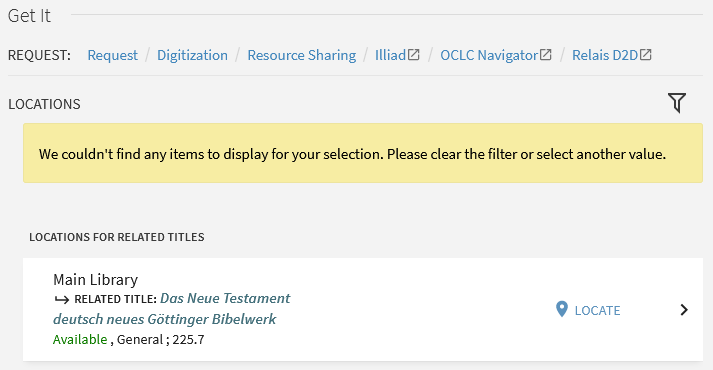 Get It
REQUEST: Request / Digitization / Resource Sharing / Illiad / OCLC Navigator / Relais D2D
LOCATIONS
We couldn't find any items to display for your selection. Please clear the filter or select another value.
LOCATIONS FOR RELATED TITLES
Main Library
RELATED TITLE: Das Neue Testament
deutsch neues Göttinger Bibelwerk
LOCATE
Available , General ; 225.7